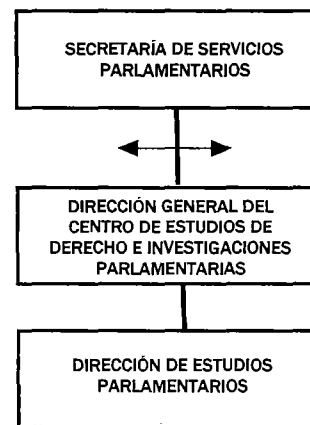 SECRETARÍA DE SERVICIOS
PARLAMENTARIOS
DIRECCIÓN GENERAL DEL
CENTRO DE ESTUDIOS DE
DERECHO E INVESTIGACIONES
PARLAMENTARIAS
DIRECCIÓN DE ESTUDIOS
PARLAMENTARIOS